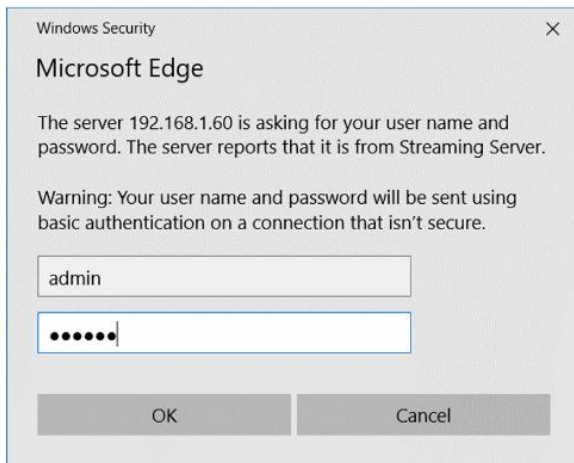 Windows Security
Microsoft Edge
The server 192.168.1.60 is asking for your user name and
password. The server reports that it is from Streaming Server.
Warning: Your user name and password will be sent using
basic authentication on a connection that isn’t secure.
admin
●●●●●●
OK Cancel